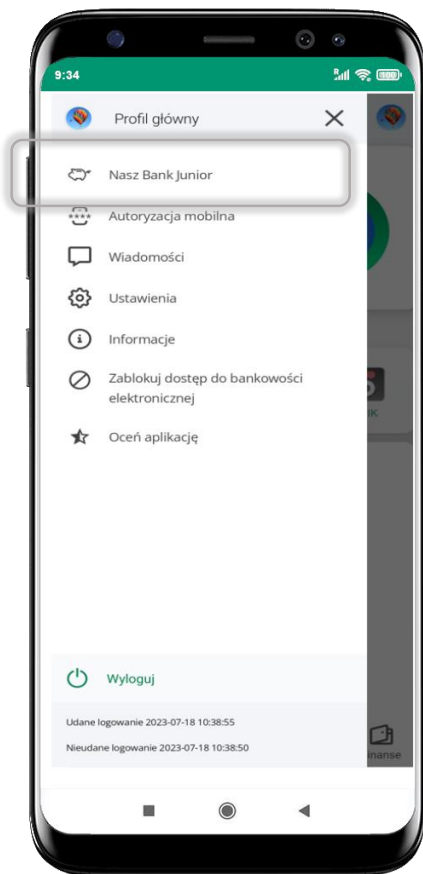 9:34
Profil główny
Nasz Bank Junior
Autoryzacja mobilna
Wiadomości
Ustawienia
Informacje
Zablokuj dostęp do bankowości
elektronicznej
Oceń aplikację
Wyloguj
Udane logowanie 2023-07-18 10:38:55
Nieudane logowanie 2023-07-18 10:38:50